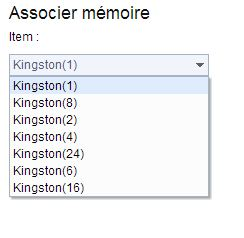 Associer mémoire
Item :
Kingston(1)
Kingston(1)
Kingston(8)
Kingston(2)
Kingston(4)
Kingston(24)
Kingston(6)
Kingston(16)